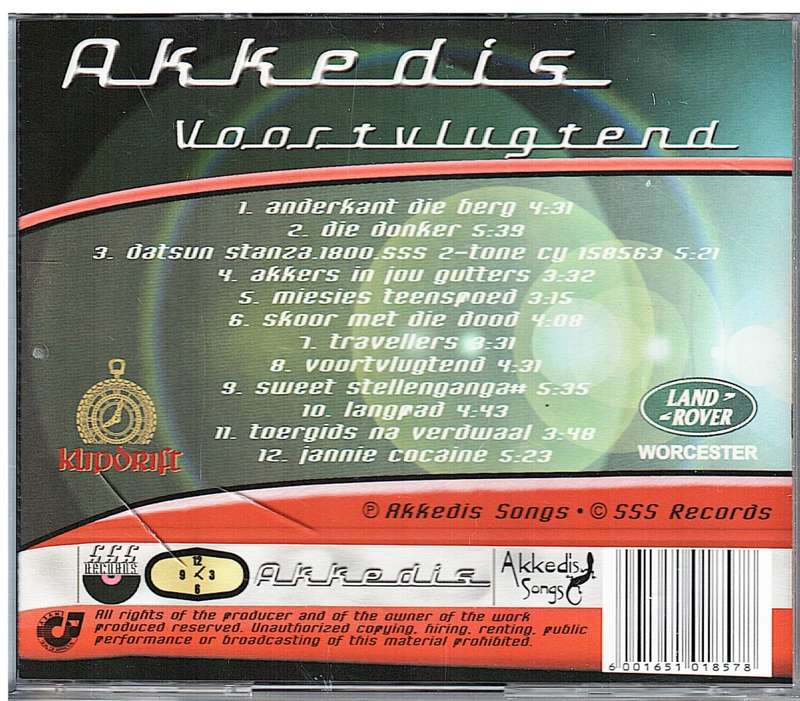 Akkedis
Voortvlugtend
1. anderkant die berg 4:31
2. die donker 5:39
3. datsun stanza.1800.sss 2-tone cy 158563 5:21
4. akkers in jou gutters 3:32
5. miesies teenspoed 3:15
6. skoor met die dood 4:08
7. travellers 3:31
8. voortvlugtend 4:31
9. sweet stellenganga# 5:35
10. langpad 4:43
11. toergids na verdwaal 3:48
12. jannie cocaine 5:23
KLIPDRIFT
LAND
ROVER
WORCESTER
℗ Akkedis Songs • © SSS Records
SSS
RECORDS
12
9 3
6
Akkedis
Akkedis
Songs
All rights of the producer and of the owner of the work
produced reserved. Unauthorized copying, hiring, renting, public
performance or broadcasting of this material prohibited.
6 001651 018578